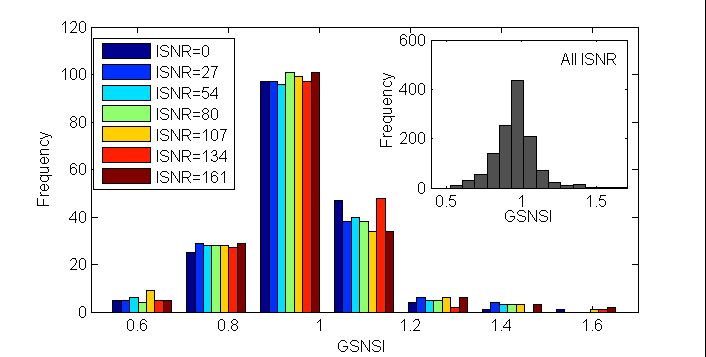 120
100
80
60
40
20
0
Frequency
ISNR=0
ISNR=27
ISNR=54
ISNR=80
ISNR=107
ISNR=134
ISNR=161
0.6
0.8
1
1.2
1.4
1.6
GSNSI
600
400
200
0
Frequency
All ISNR
0.5
1
1.5
GSNSI